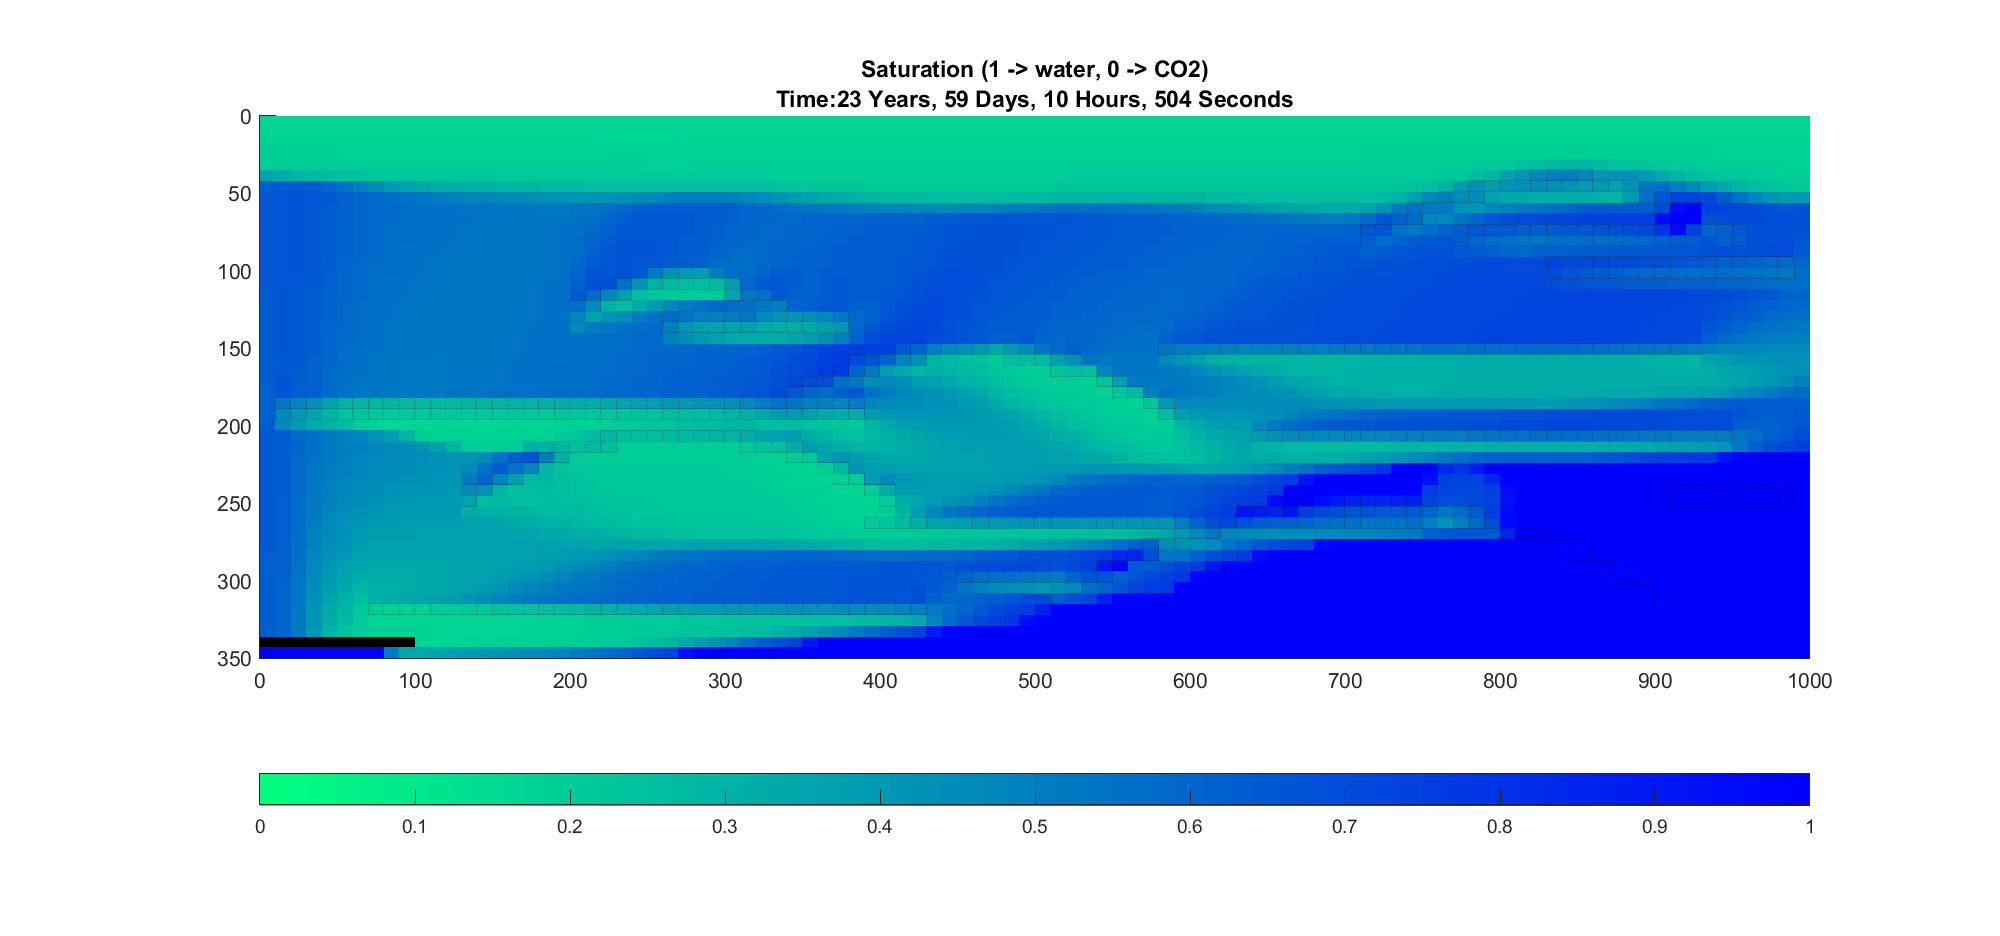 Saturation (1 -> water, 0 -> CO2)
Time:23 Years, 59 Days, 10 Hours, 504 Seconds
0
50
100
150
200
250
300
350
0 100 200 300 400 500 600 700 800 900 1000
0 0.1 0.2 0.3 0.4 0.5 0.6 0.7 0.8 0.9 1